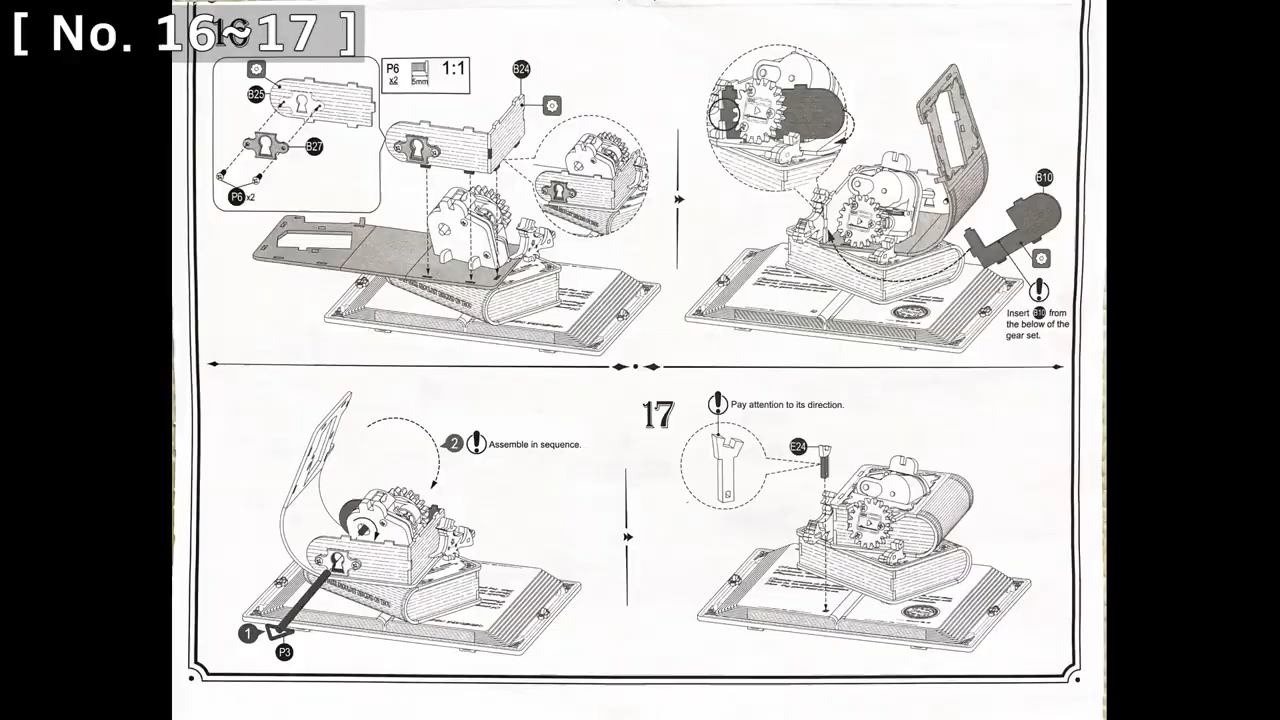 [ No. 16~17 ]
16
B25
B27
P6 x2
P6
x2
5mm
1:1
B24
B10
Insert B10 from
the below of the
gear set.
2
Assemble in sequence.
1
P3
17
Pay attention to its direction.
E24